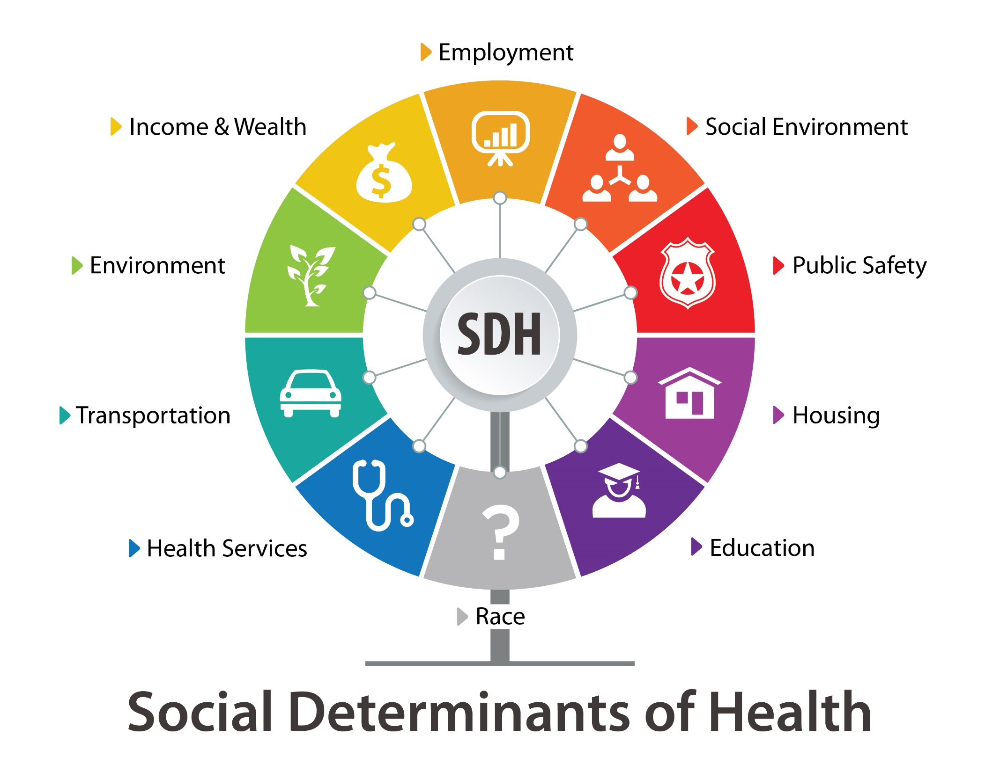 Employment
Income & Wealth
Social Environment
Environment
Public Safety
$
SDH
Transportation
Housing
Health Services
Education
?
Race
Social Determinants of Health